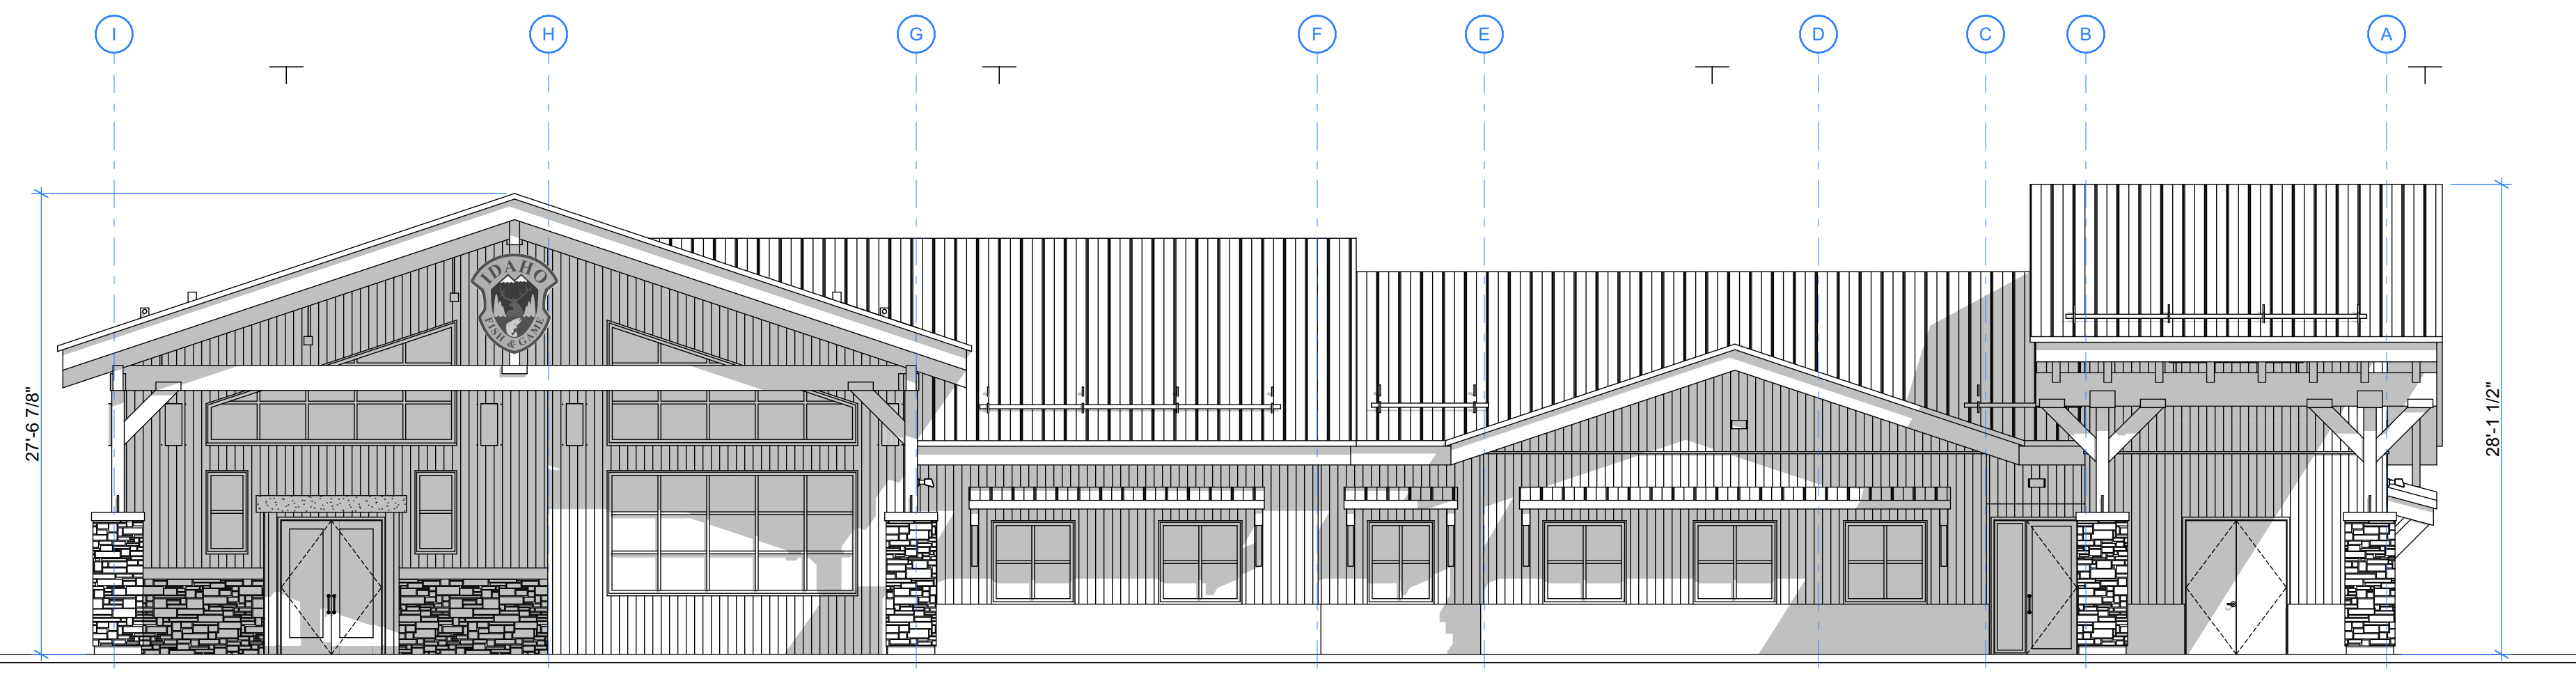 I H G F E D C B A
IDAHO
FISH & GAME
27'-6 7/8"
28'-1 1/2"